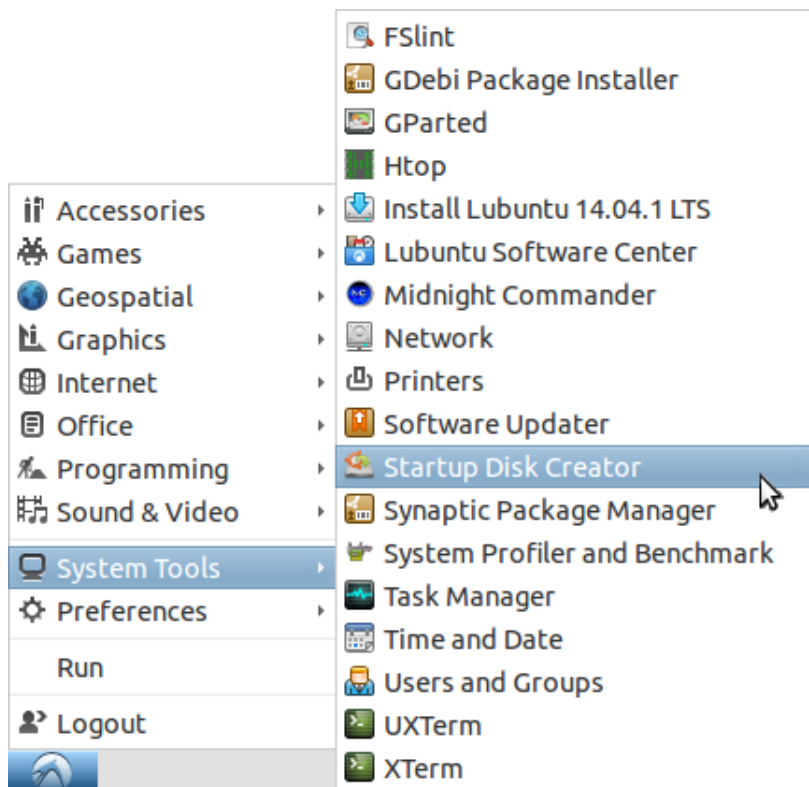 Accessories
Games
Geospatial
Graphics
Internet
Office
Programming
Sound & Video
System Tools
Preferences
Run
Logout
FSlint
GDebi Package Installer
GParted
Htop
Install Lubuntu 14.04.1 LTS
Lubuntu Software Center
Midnight Commander
Network
Printers
Software Updater
Startup Disk Creator
Synaptic Package Manager
System Profiler and Benchmark
Task Manager
Time and Date
Users and Groups
UXTerm
XTerm